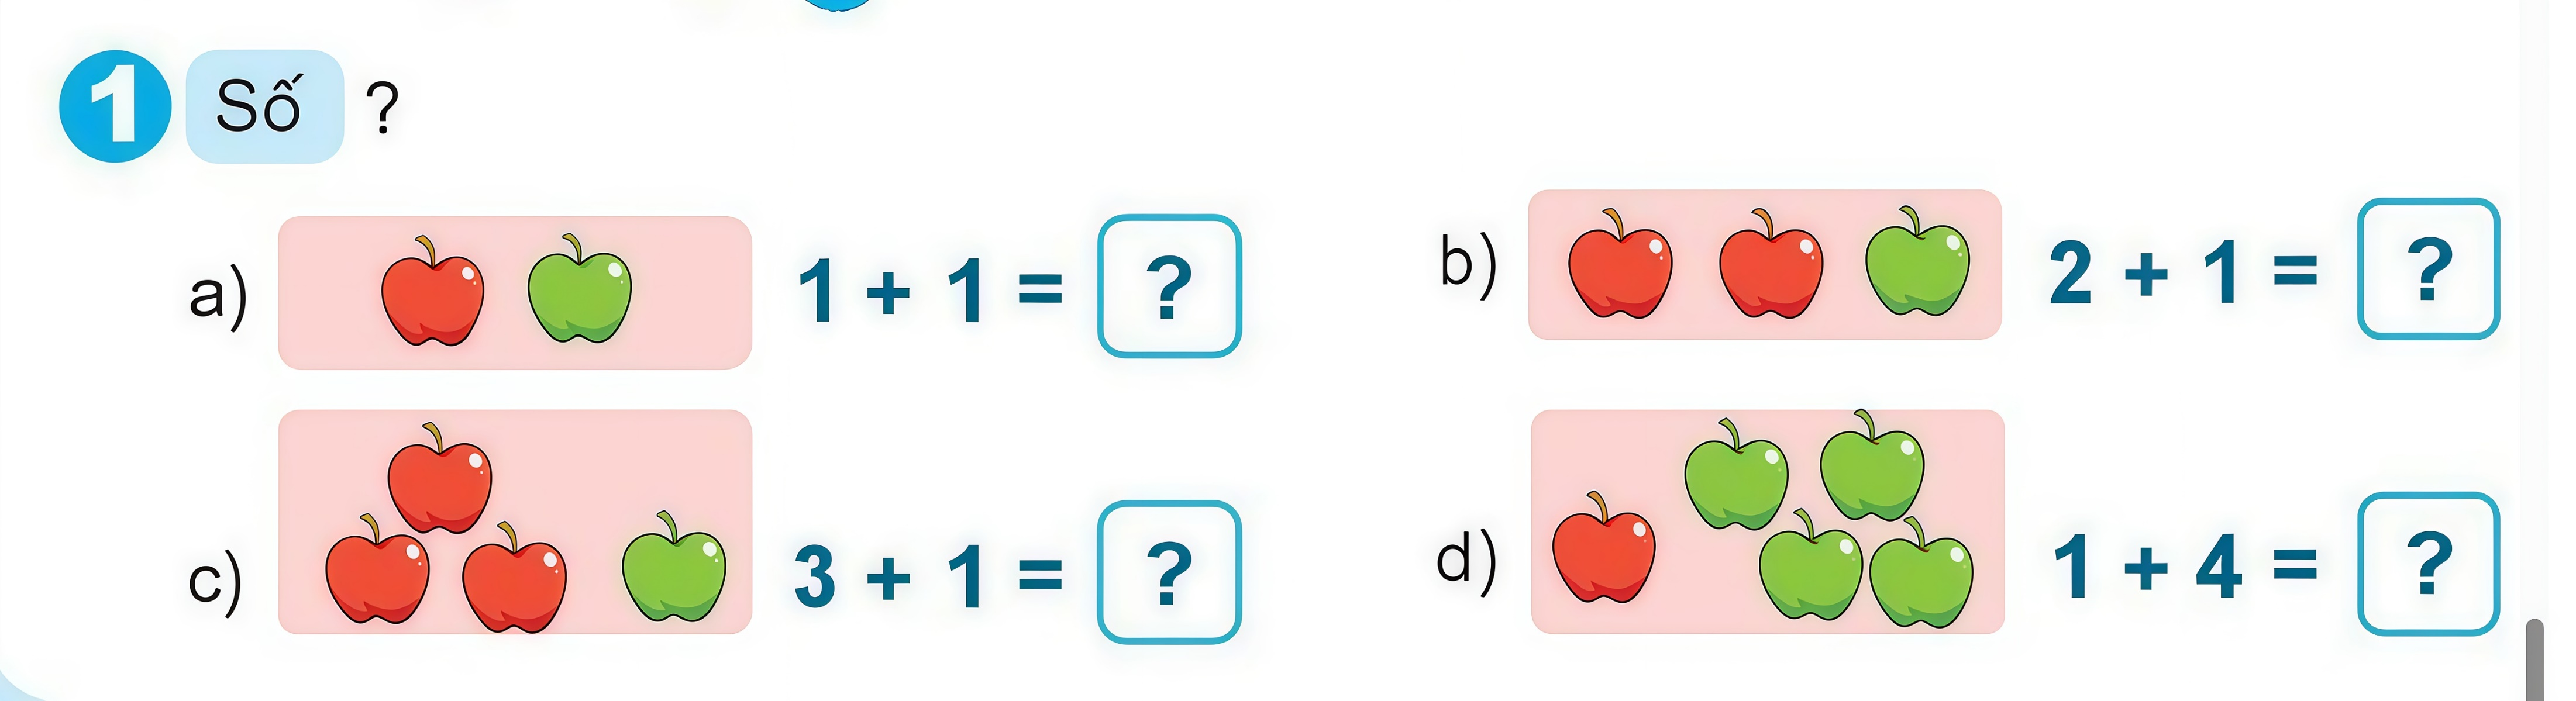 1 Số ?
a) 1 + 1 = ?
b) 2 + 1 = ?
c) 3 + 1 = ?
d) 1 + 4 = ?